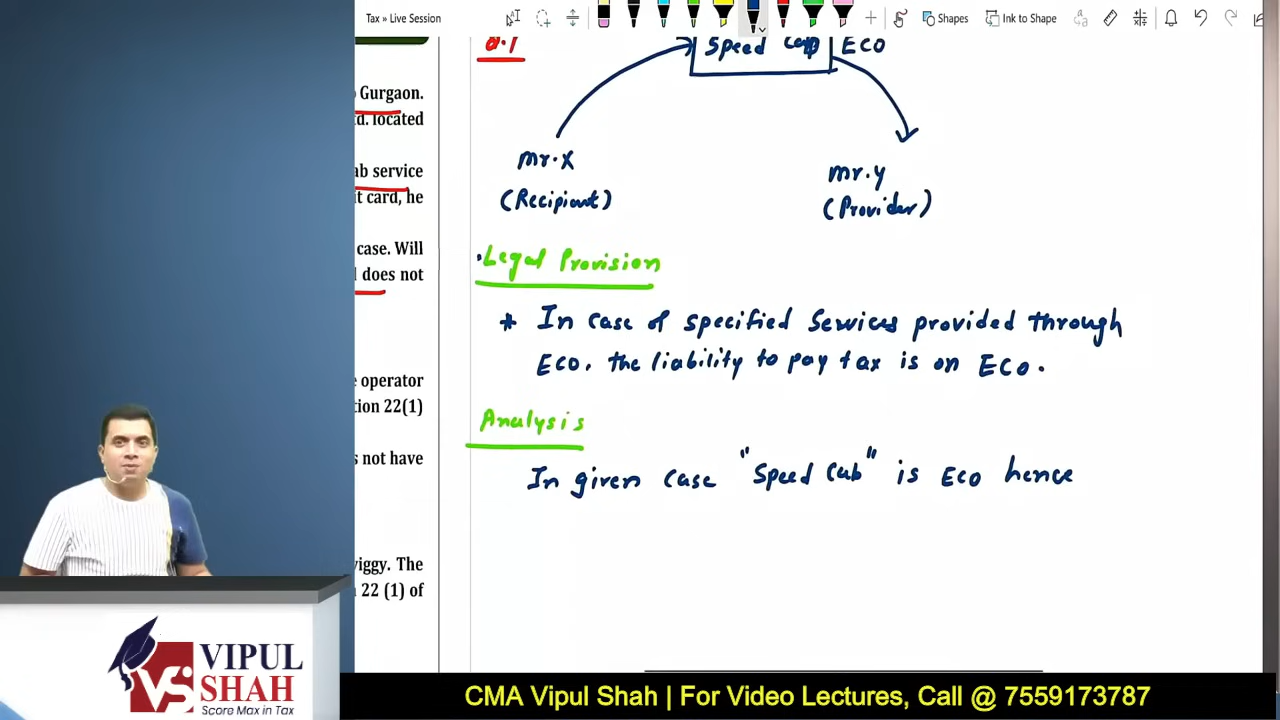 Tax » Live Session
Shapes
Ink to Shape
Q.1
Speed Cab ECO
Gurgaon.
td. located
Mr. X
Mr. Y
ab service
it card, he
(Recipient)
(Provider)
case. Will
does not
Legal Provision
* In case of specified Services provided through
ECO. the liability to pay tax is on ECO.
operator
tion 22(1)
Analysis
s not have
In given case "Speed Cab" is Eco hence
viggy. The
22 (1) of
VIPUL
SHAH
VS
Score Max in Tax
CMA Vipul Shah | For Video Lectures, Call @ 7559173787